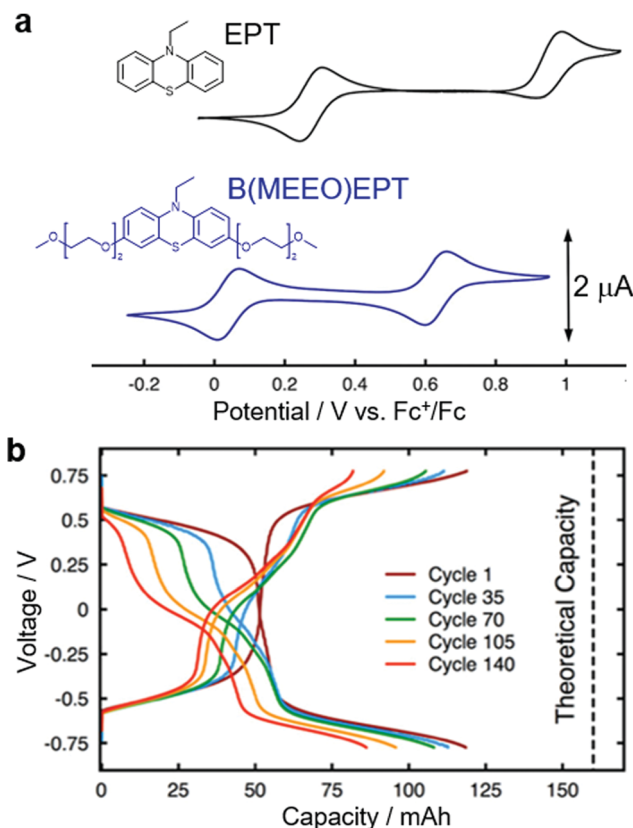 a
EPT
N
S
B(MEEO)EPT
N
O
O
2
S
O
2
O
2 μA
-0.2
0
0.2
0.4
0.6
0.8
1
Potential / V vs. Fc⁺/Fc
b
0.75
0.5
0.25
0
-0.25
-0.5
-0.75
Voltage / V
Cycle 1
Cycle 35
Cycle 70
Cycle 105
Cycle 140
Theoretical Capacity
0
25
50
75
100
125
150
Capacity / mAh